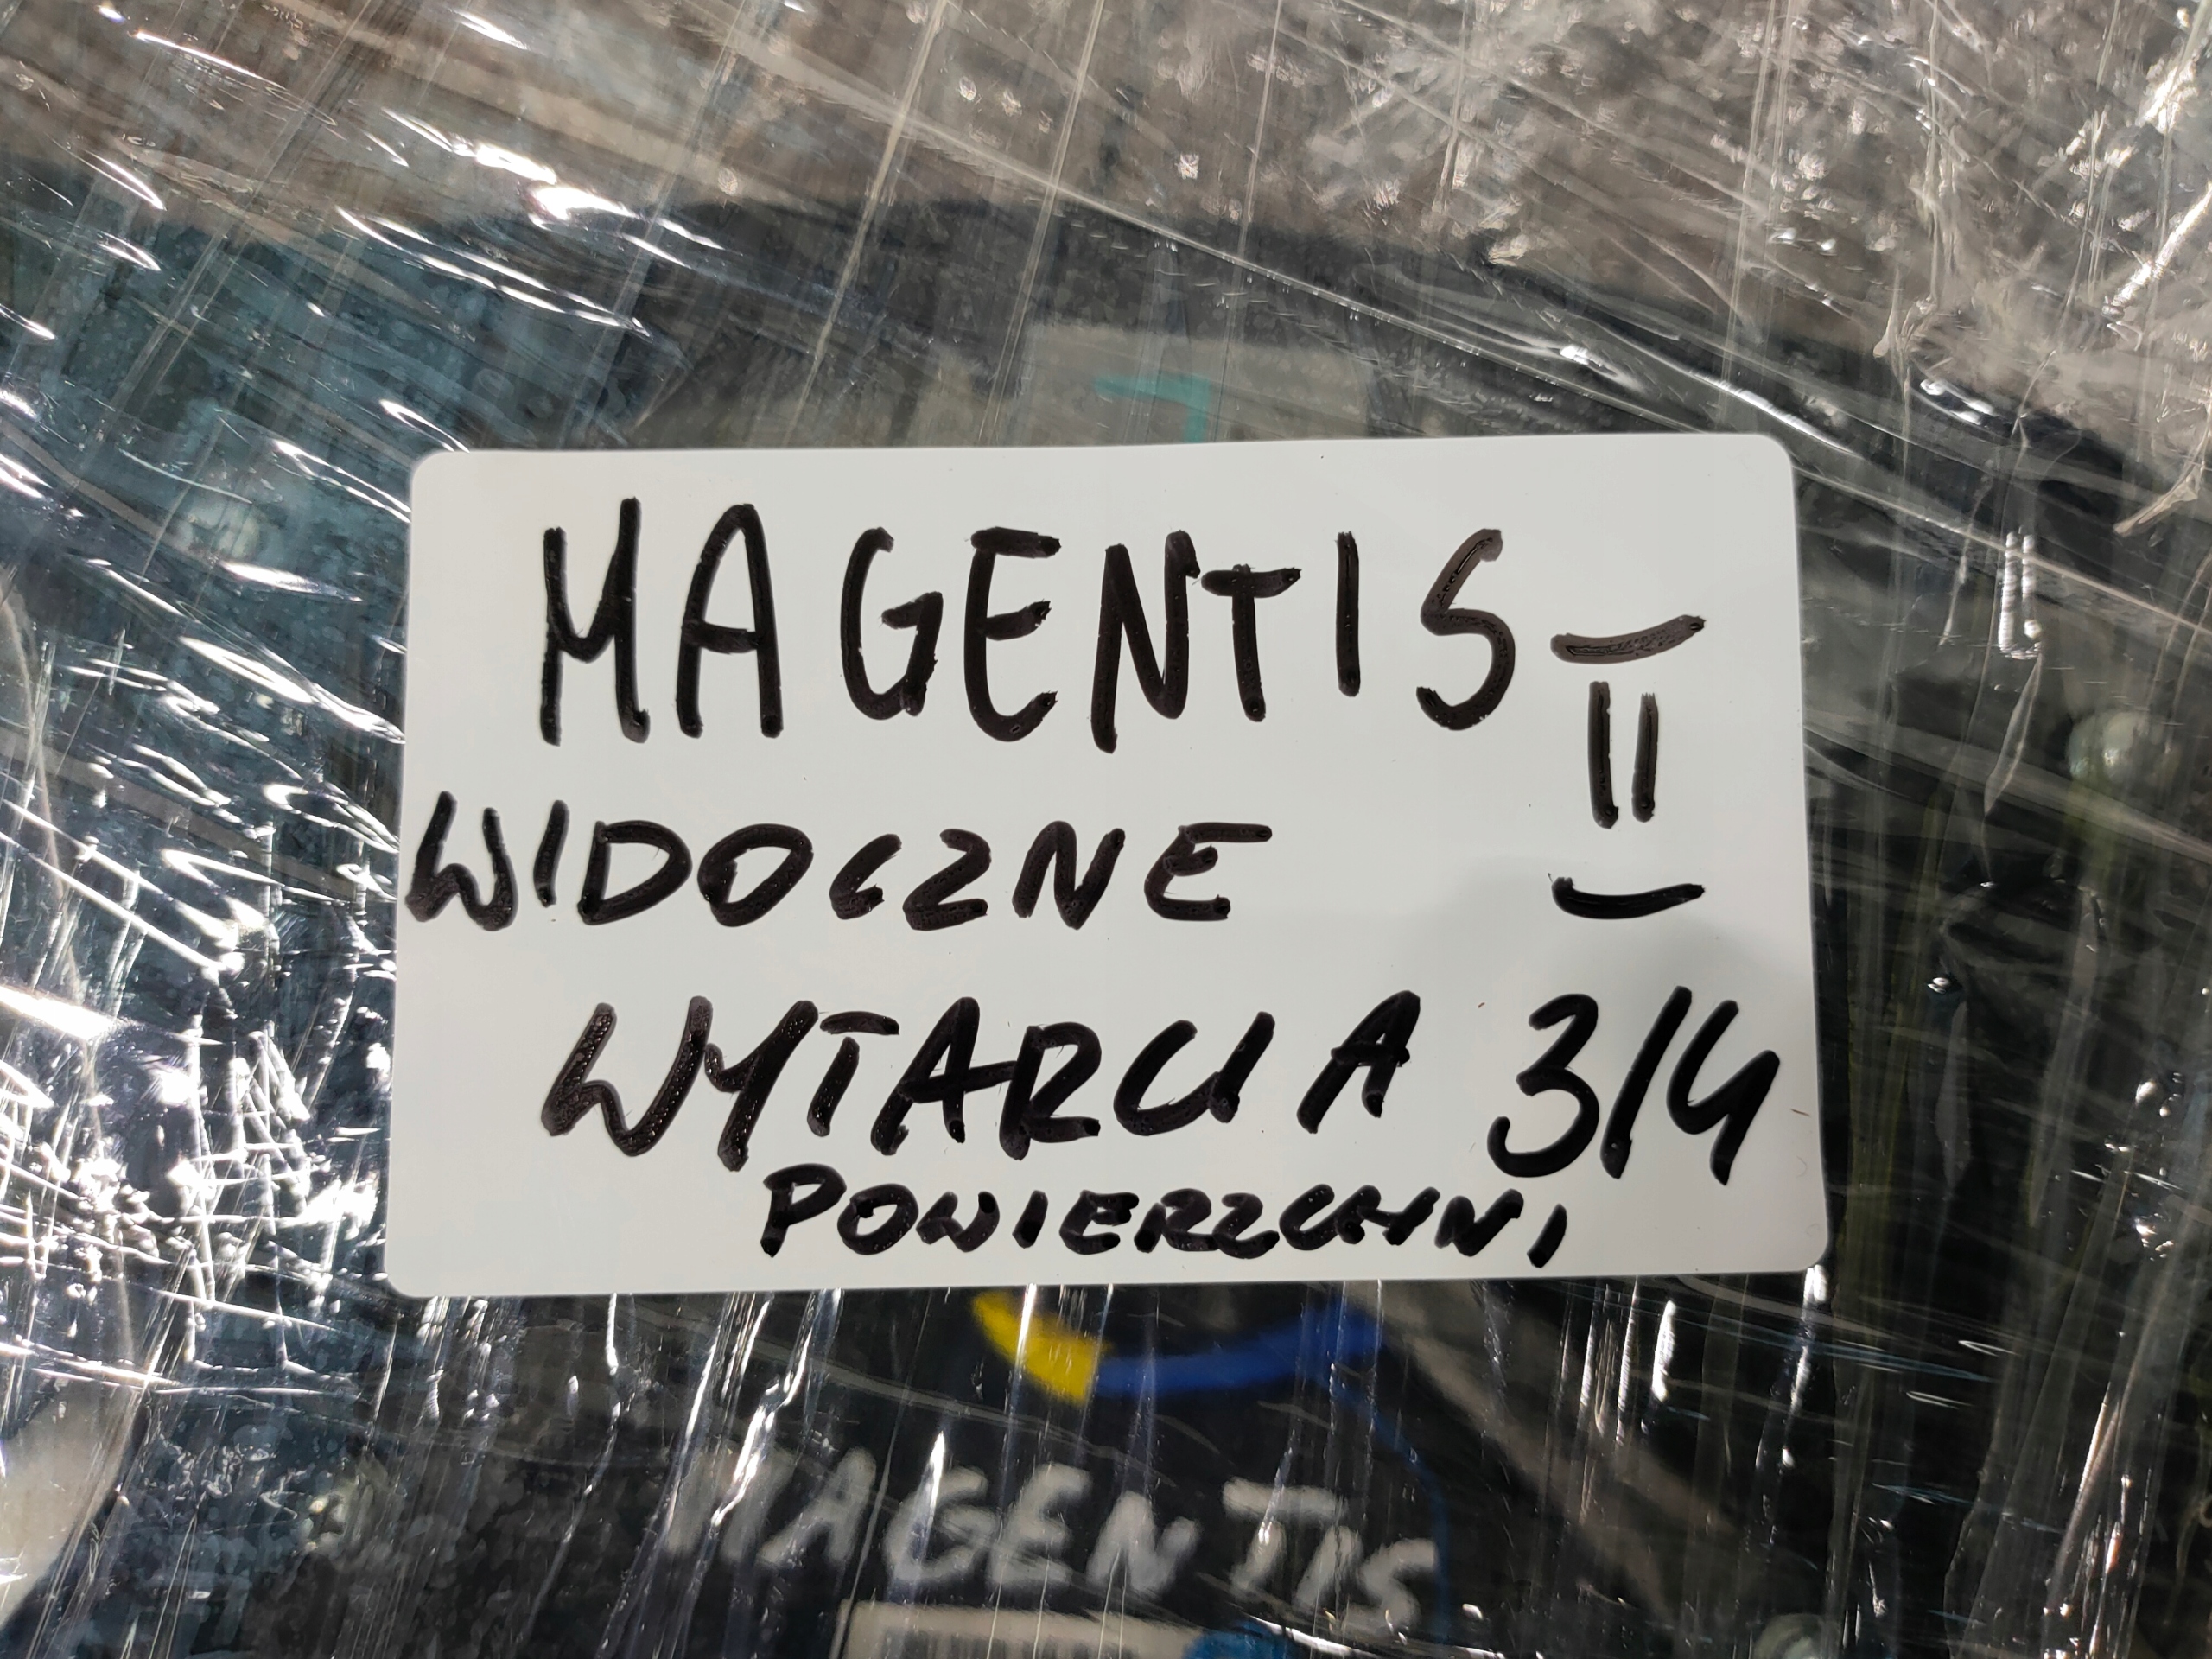 MAGENTIS II
WIDOCZNE
WYTARCIA 3/4
POWIERZCHNI
MAGENTIS